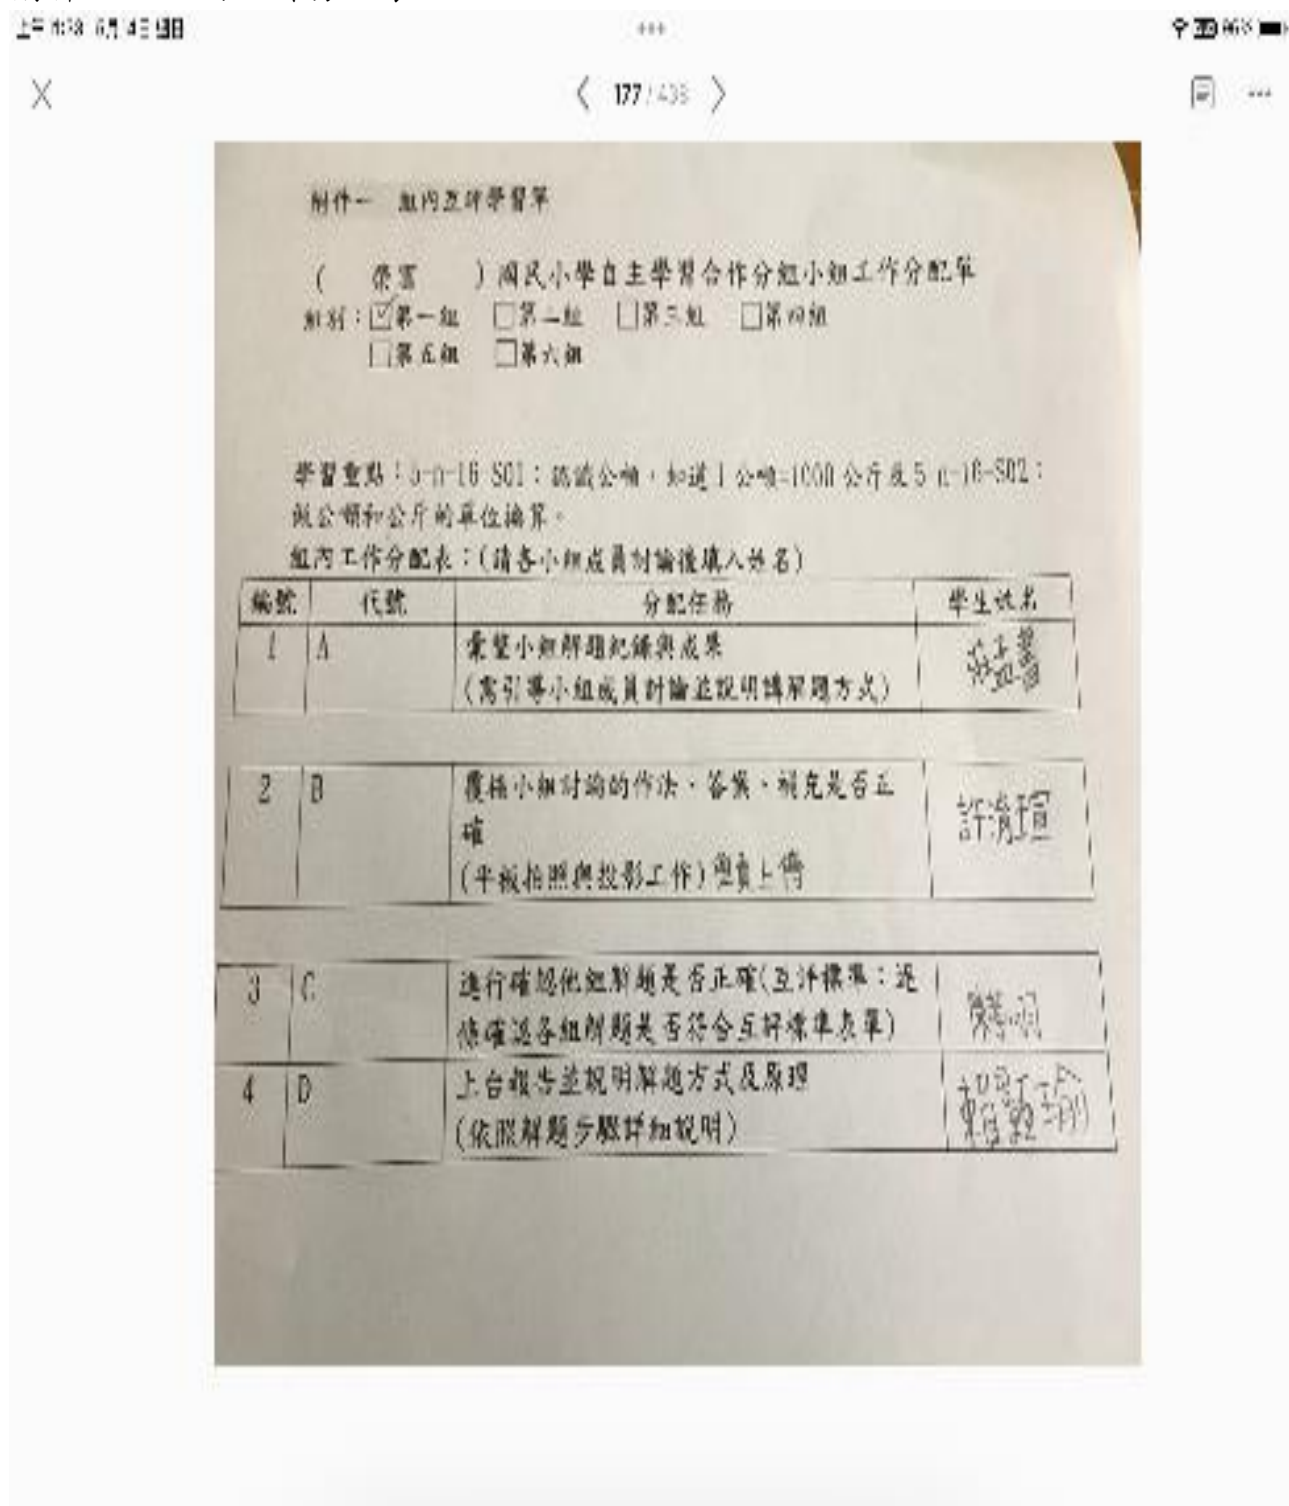 177/438
附件一 組內互評學習單
( 榮富 ) 國民小學自主學習合作分組小組工作分配單
組別：☑第一組 □第二組 □第三組 □第四組
□第五組 □第六組
學習重點：5-n-16-S01：認識公噸，知道1公噸=1000公斤及5-n-16-S02：
做公噸和公斤的單位換算。
組內工作分配表：(請各小組成員討論後填入姓名)
編號 代號 分配任務 學生姓名
1 A 彙整小組解題紀錄與成果
(需引導小組成員討論並說明講解題方式)
2 B 覆核小組討論的作法、答案、補充是否正
確
(平板拍照與投影工作) 負責上傳
許清瑄
3 C 進行確認他組解題是否正確(互評標準：逐
條確認各組解題是否符合互評標準表單)
4 D 上台報告並說明解題方式及原理
(依照解題步驟詳細說明)